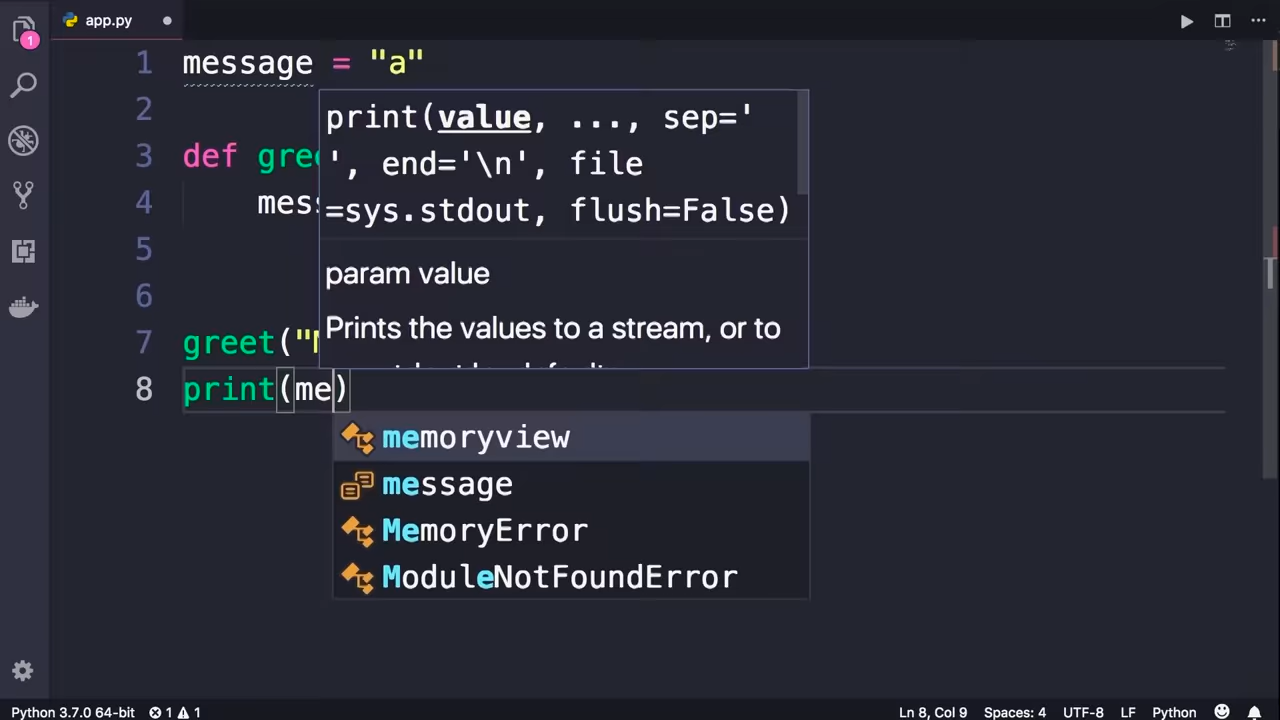 app.py
1
1 message = "a"
2
3 def gree
4 mess
5
6
7 greet("
8 print(me)
print(value, ..., sep='
', end='\n', file
=sys.stdout, flush=False)
param value
Prints the values to a stream, or to
memoryview
message
MemoryError
ModuleNotFoundError
Python 3.7.0 64-bit 1 1 Ln 8, Col 9 Spaces: 4 UTF-8 LF Python